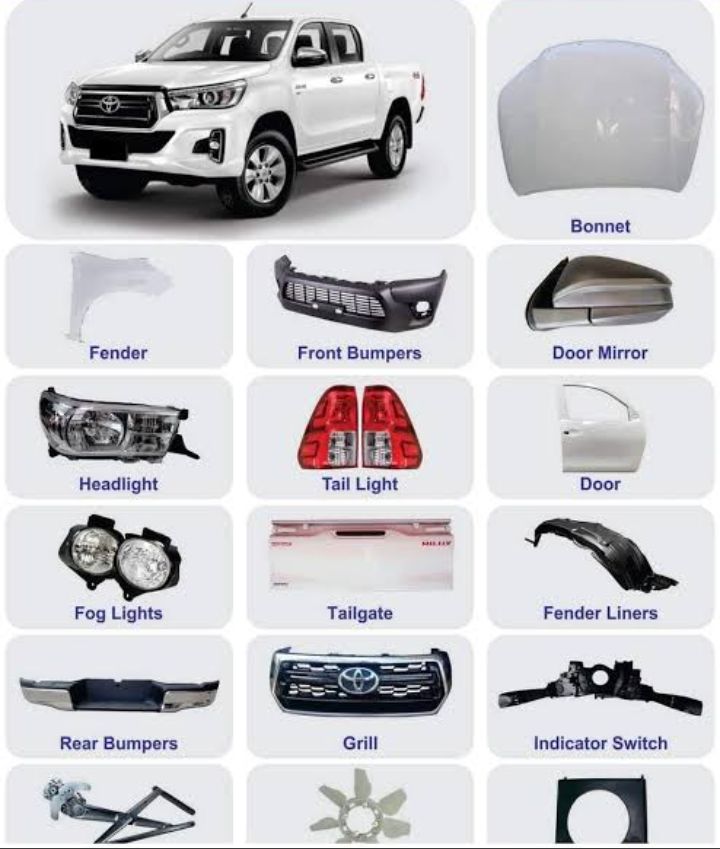 Bonnet
Fender
Front Bumpers
Door Mirror
Headlight
Tail Light
Door
Fog Lights
HILUX
Tailgate
Fender Liners
Rear Bumpers
Grill
Indicator Switch